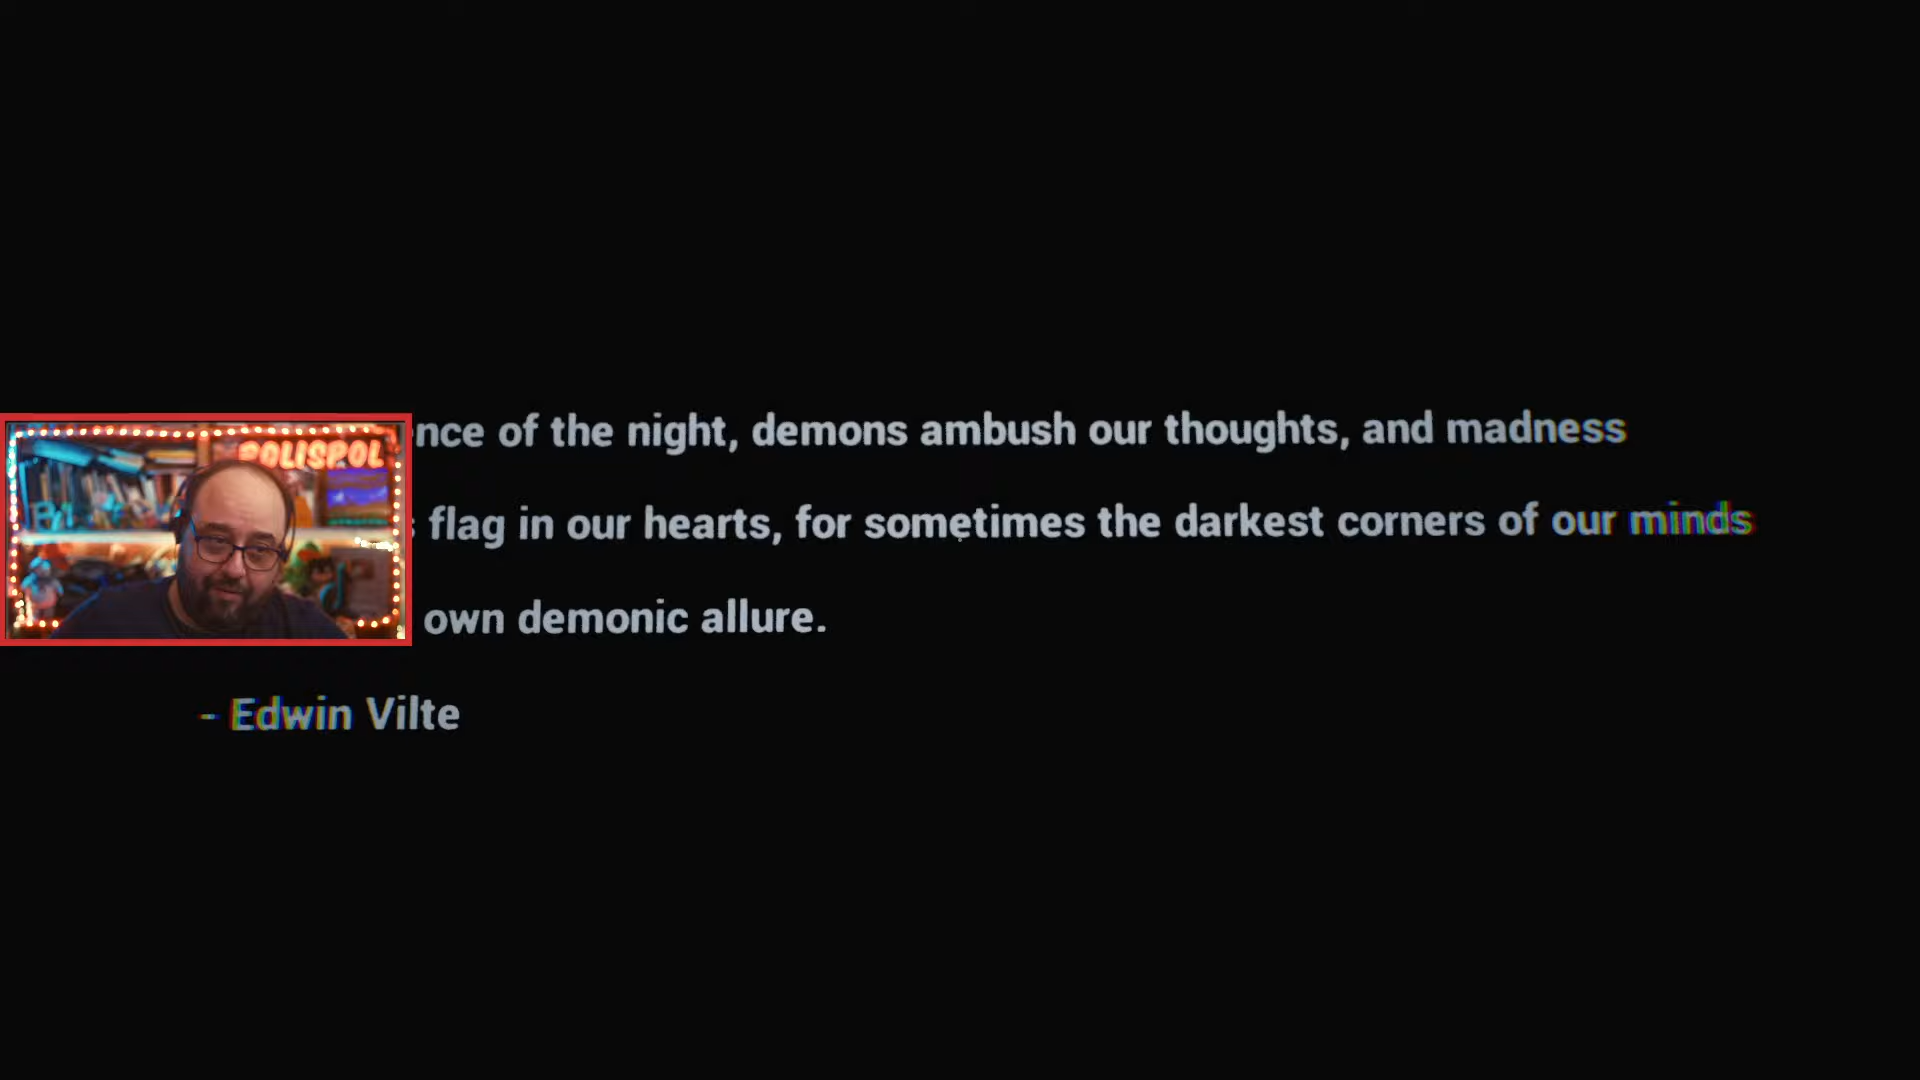 POLISPOL
nce of the night, demons ambush our thoughts, and madness
s flag in our hearts, for sometimes the darkest corners of our minds
own demonic allure.
- Edwin Vilte